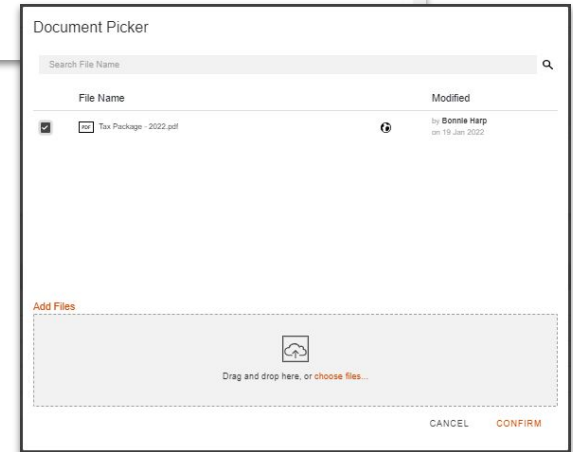 Document Picker
Search File Name
File Name Modified
PDF Tax Package - 2022.pdf by Bonnie Harp
on 19 Jan 2022
Add Files
Drag and drop here, or choose files...
CANCEL CONFIRM